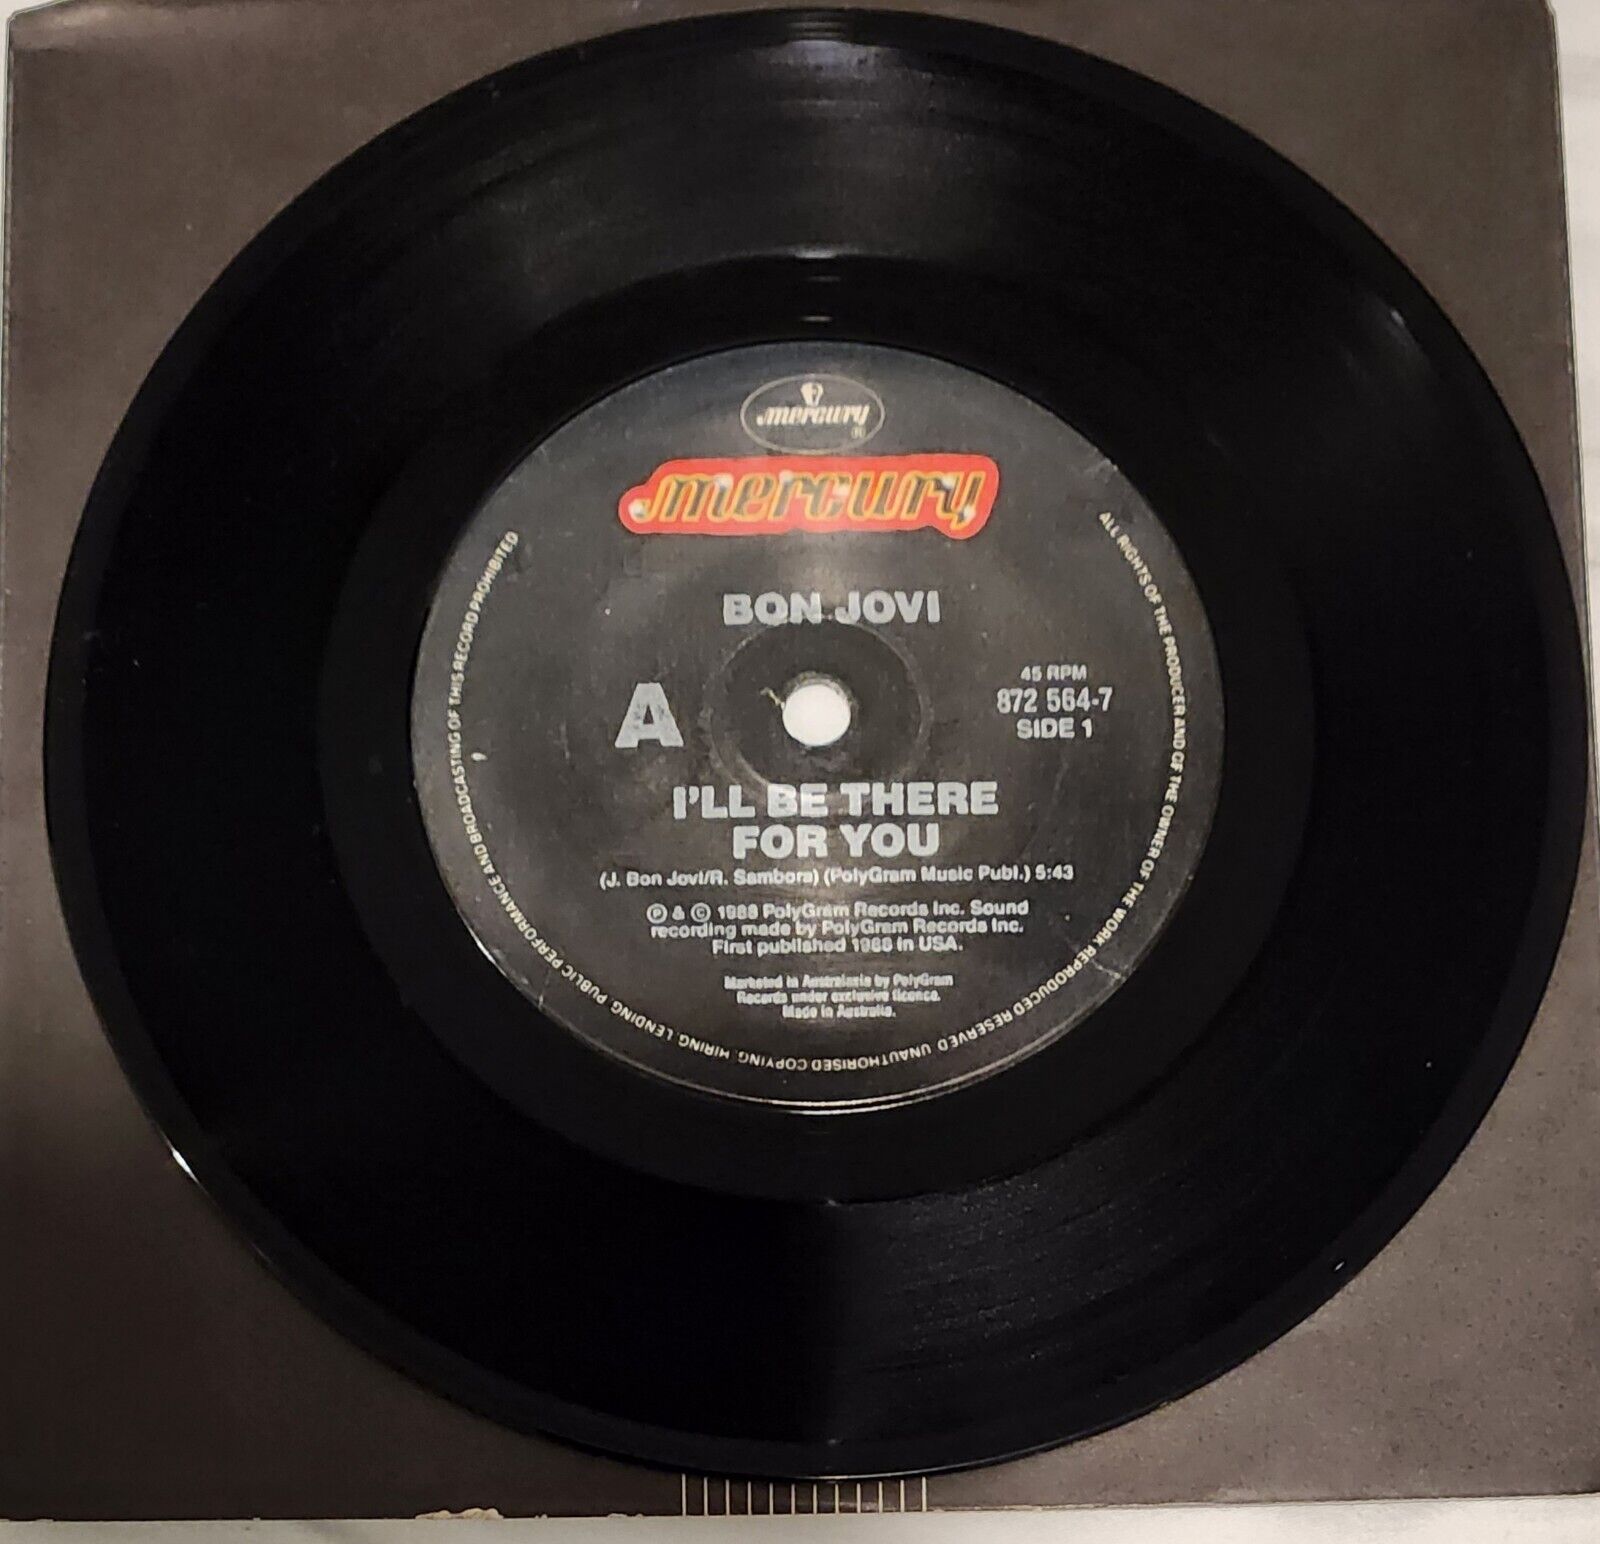 mercury
®
mercury
BON JOVI
A
45 RPM
872 564-7
SIDE 1
I'LL BE THERE
FOR YOU
(J. Bon Jovi/R. Sambora) (PolyGram Music Publ.) 5:43
Ⓟ & © 1988 PolyGram Records Inc. Sound
recording made by PolyGram Records Inc.
First published 1988 in USA.
Marketed in Australasia by PolyGram
Records under exclusive licence.
Made in Australia.
ALL RIGHTS OF THE PRODUCER AND OF THE OWNER OF THE WORK REPRODUCED RESERVED. UNAUTHORISED COPYING, HIRING, LENDING, PUBLIC PERFORMANCE AND BROADCASTING OF THIS RECORD PROHIBITED